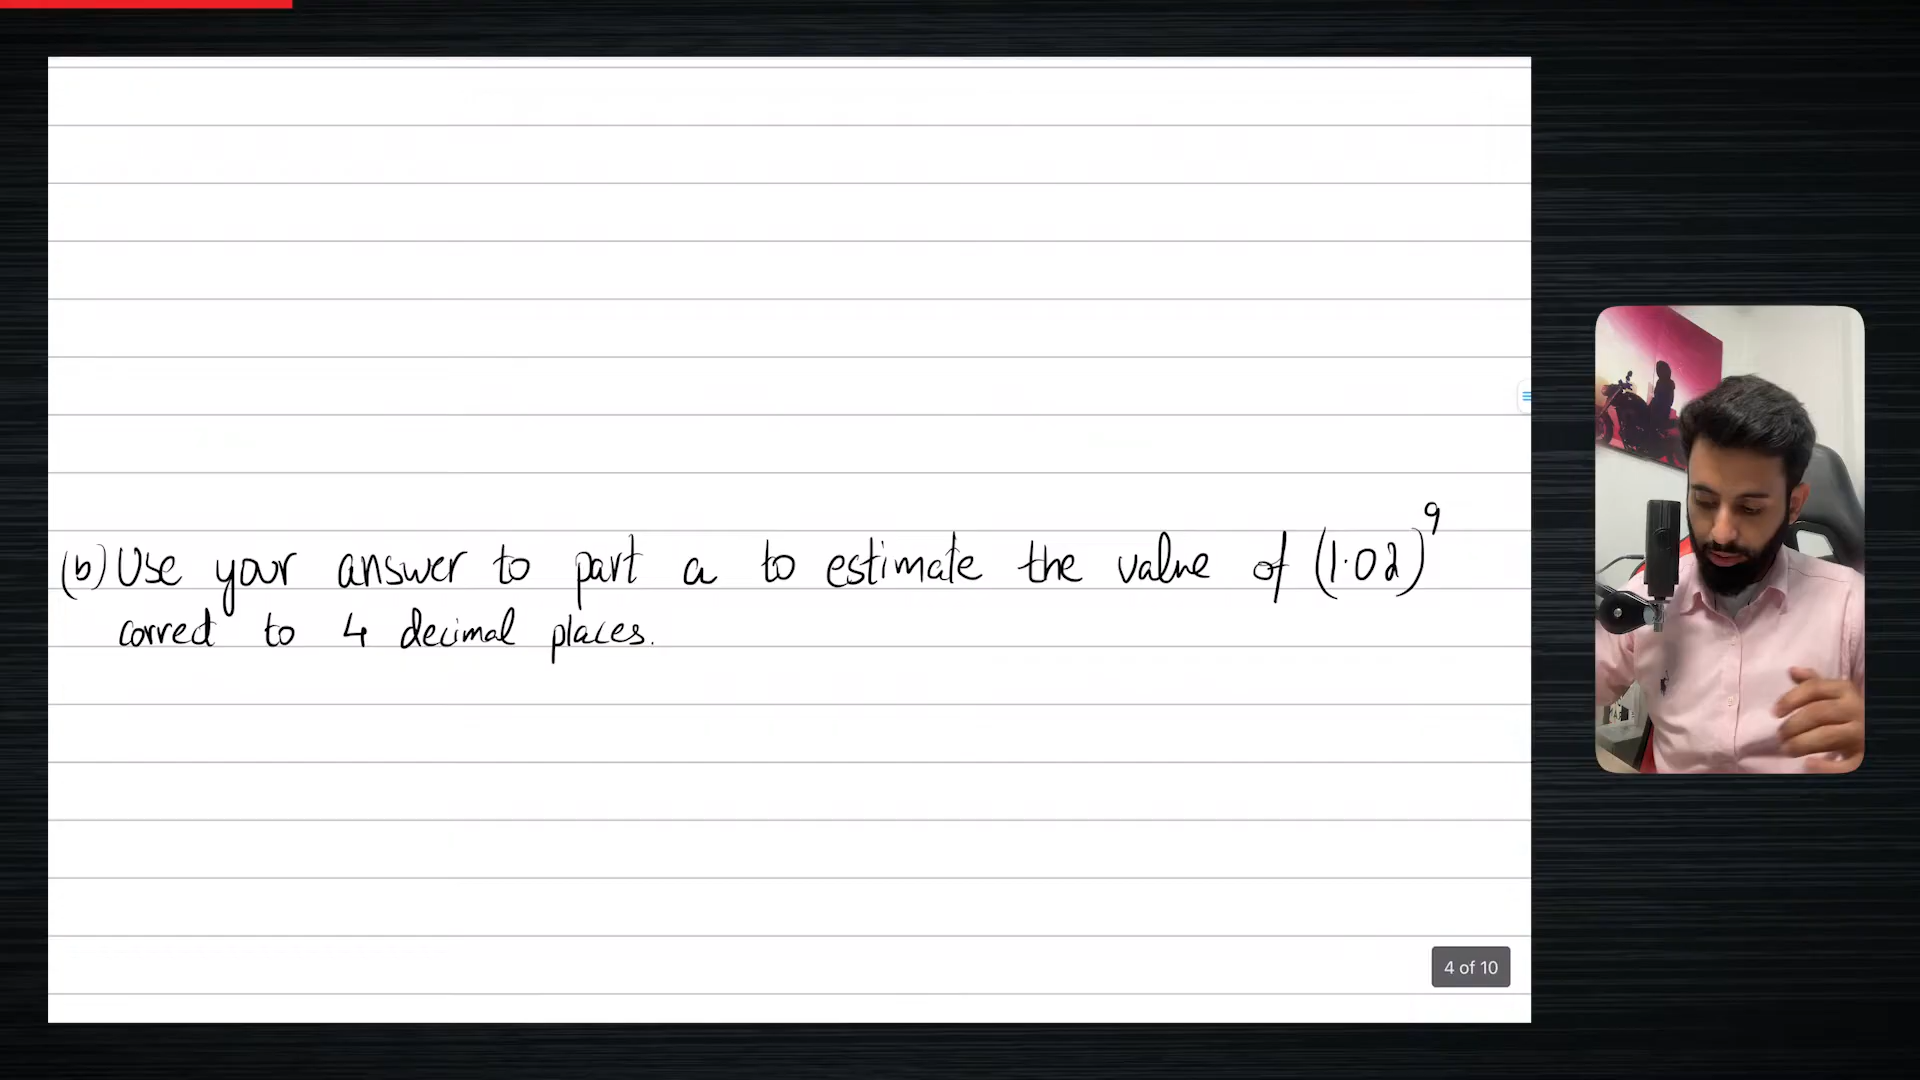 (b) Use your answer to part a to estimate the value of (1.02)⁹
correct to 4 decimal places.
4 of 10